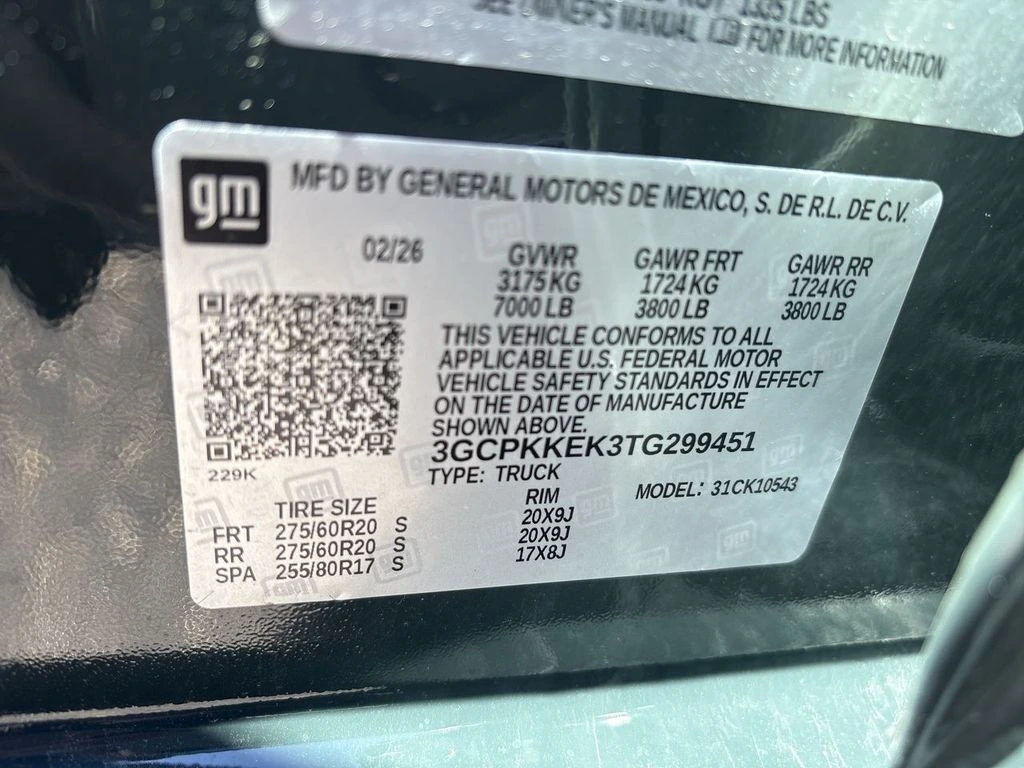 1335 LBS
SEE OWNER'S MANUAL FOR MORE INFORMATION
gm
MFD BY GENERAL MOTORS DE MEXICO, S. DE R.L. DE C.V.
02/26 GVWR GAWR FRT GAWR RR
3175 KG 1724 KG 1724 KG
7000 LB 3800 LB 3800 LB
THIS VEHICLE CONFORMS TO ALL
APPLICABLE U.S. FEDERAL MOTOR
VEHICLE SAFETY STANDARDS IN EFFECT
ON THE DATE OF MANUFACTURE
SHOWN ABOVE.
3GCPKKEK3TG299451
229K
TYPE: TRUCK
MODEL: 31CK10543
TIRE SIZE RIM
FRT 275/60R20 S 20X9J
RR 275/60R20 S 20X9J
SPA 255/80R17 S 17X8J